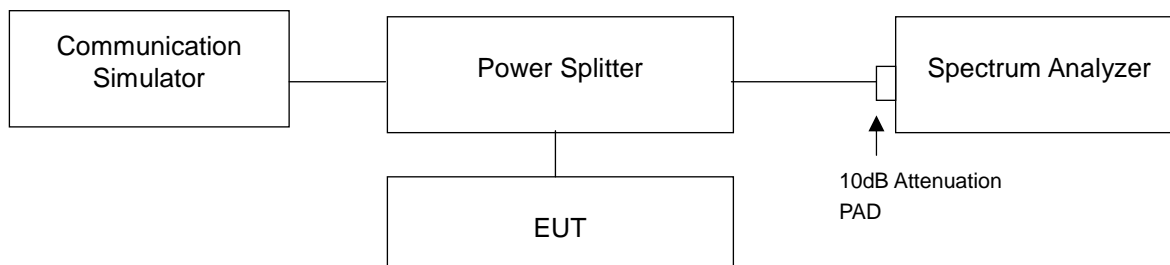 Communication
Simulator
Power Splitter
Spectrum Analyzer
10dB Attenuation
PAD
EUT